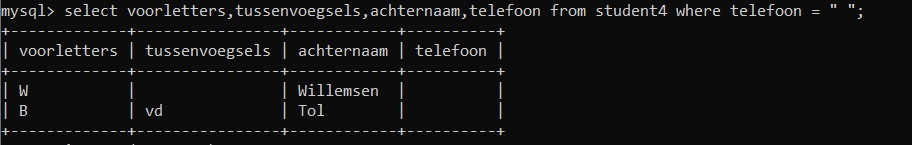 mysql> select voorletters,tussenvoegsels,achternaam,telefoon from student4 where telefoon = " ";
+-------------+----------------+------------+----------+
| voorletters | tussenvoegsels | achternaam | telefoon |
+-------------+----------------+------------+----------+
| W           |                | Willemsen  |          |
| B           | vd             | Tol        |          |
+-------------+----------------+------------+----------+